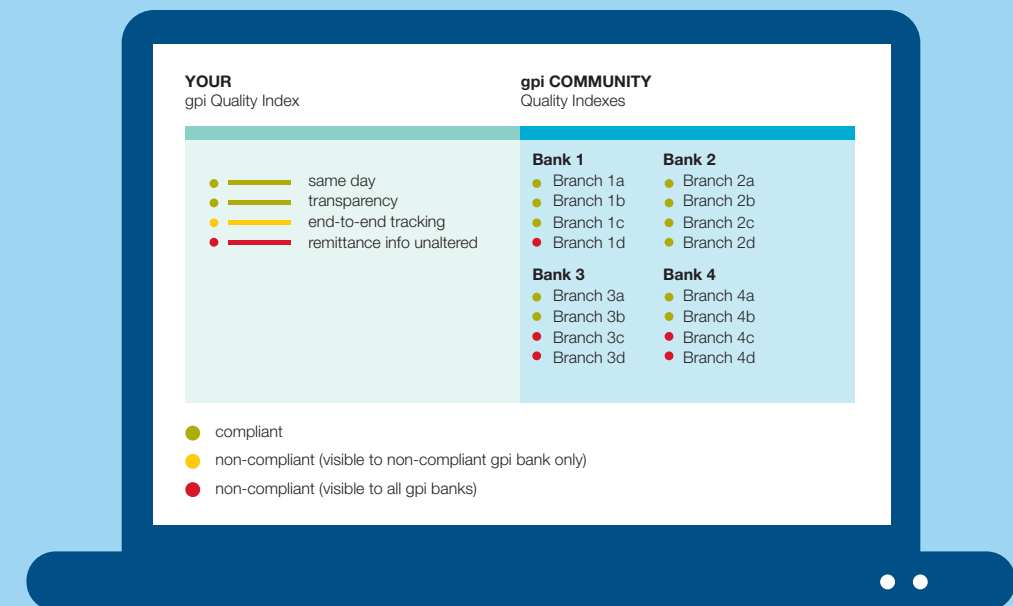 YOUR
gpi Quality Index
same day
transparency
end-to-end tracking
remittance info unaltered
gpi COMMUNITY
Quality Indexes
Bank 1
Branch 1a
Branch 1b
Branch 1c
Branch 1d
Bank 2
Branch 2a
Branch 2b
Branch 2c
Branch 2d
Bank 3
Branch 3a
Branch 3b
Branch 3c
Branch 3d
Bank 4
Branch 4a
Branch 4b
Branch 4c
Branch 4d
compliant
non-compliant (visible to non-compliant gpi bank only)
non-compliant (visible to all gpi banks)